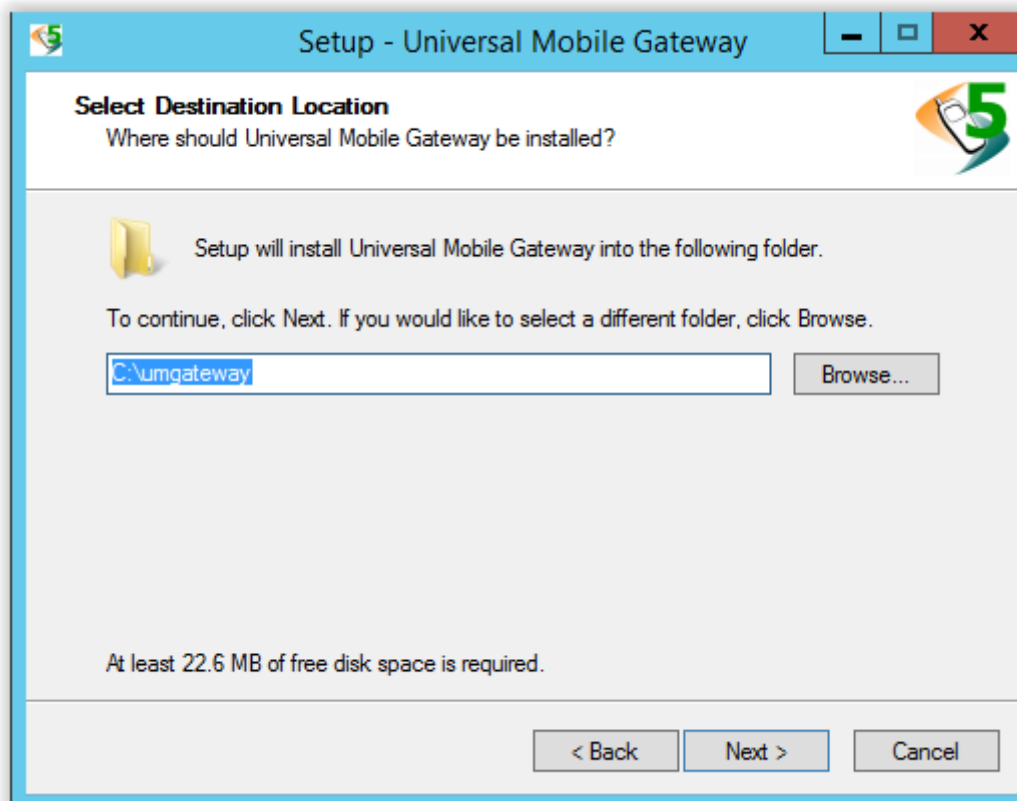 Setup - Universal Mobile Gateway
Select Destination Location
Where should Universal Mobile Gateway be installed?
5
Setup will install Universal Mobile Gateway into the following folder.
To continue, click Next. If you would like to select a different folder, click Browse.
C:\umgateway
Browse...
At least 22.6 MB of free disk space is required.
< Back
Next >
Cancel